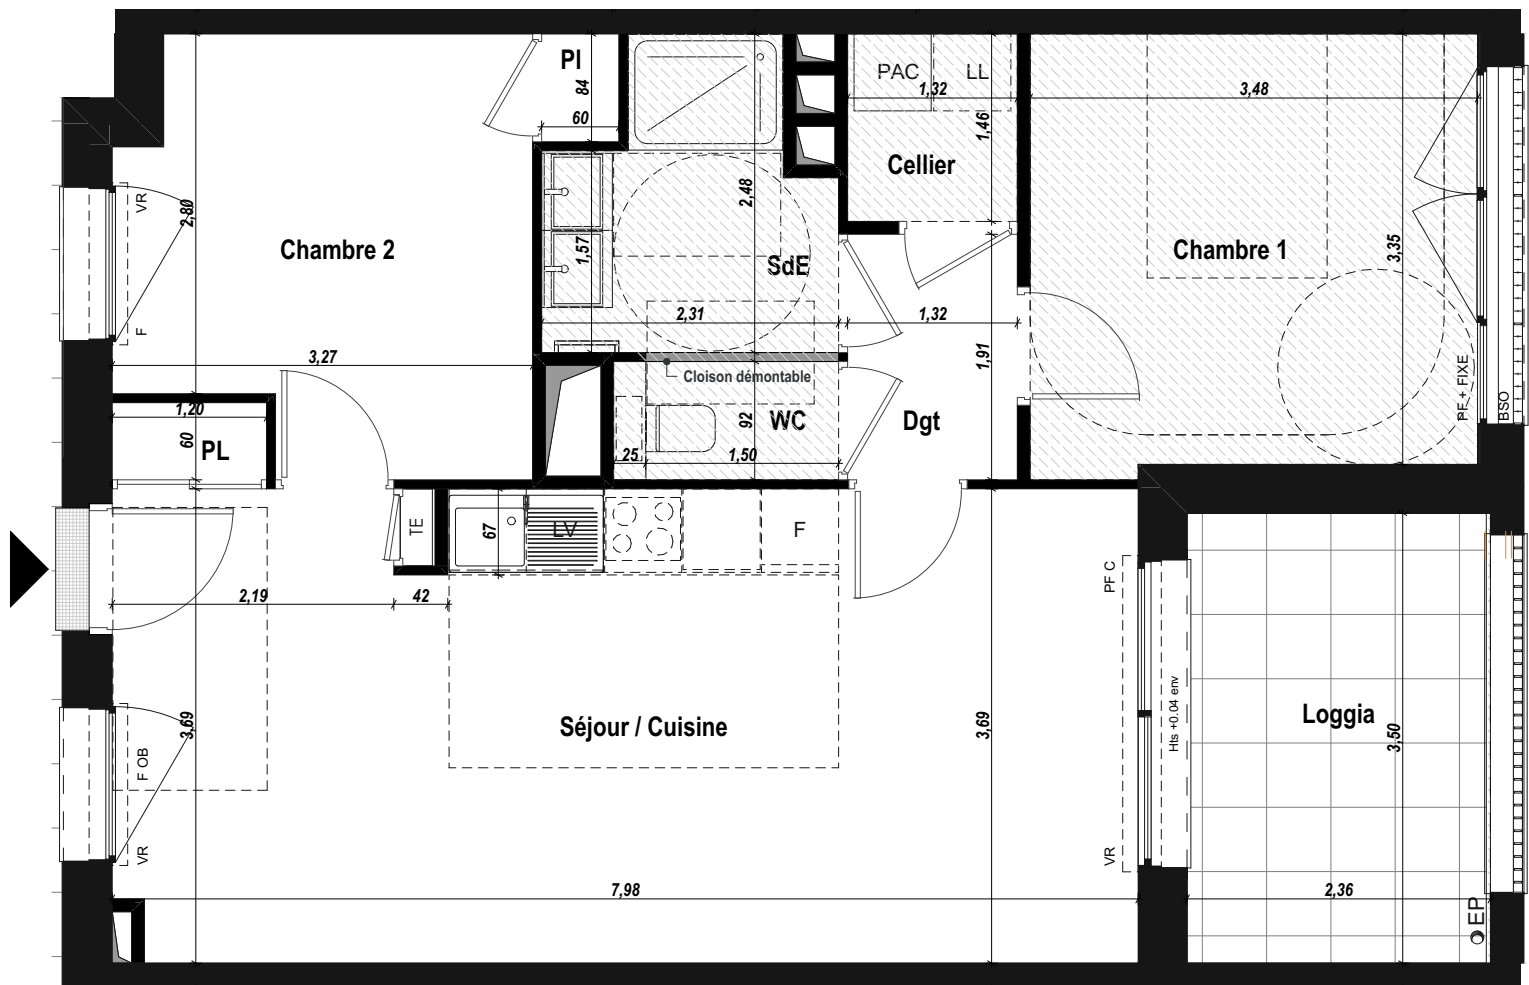 Pl
84
60
PAC
LL
1,32
1,46
Cellier
3,48
VR
2,80
F
Chambre 2
3,27
2,48
1,57
SdE
2,31
1,32
1,91
Chambre 1
3,35
PF + FIXE
BSO
Cloison démontable
1,20
60
PL
92
WC
25
1,50
Dgt
TE
67
LV
F
2,19
42
PF C
3,69
F OB
VR
Séjour / Cuisine
3,69
Hts +0.04 env
VR
Loggia
3,50
7,98
2,36
EP